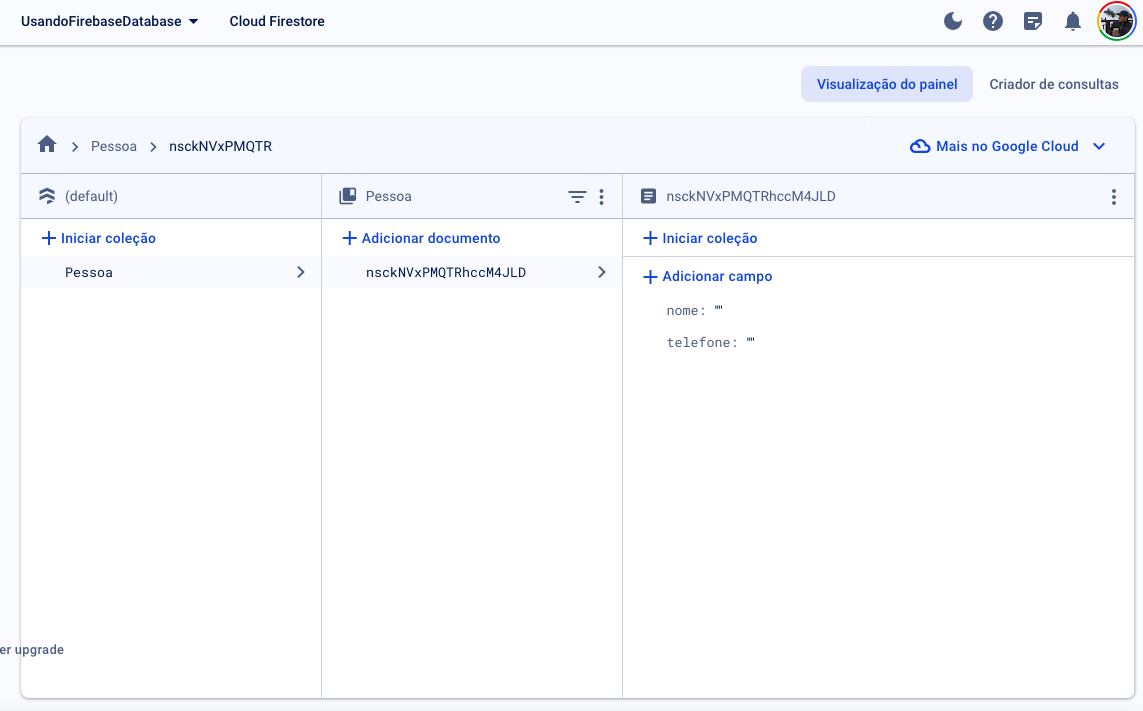 UsandoFirebaseDatabase Cloud Firestore
Visualização do painel Criador de consultas
Pessoa nsckNVxPMQTR Mais no Google Cloud
(default) Pessoa nsckNVxPMQTRhccM4JLD
Iniciar coleção Adicionar documento Iniciar coleção
Pessoa nsckNVxPMQTRhccM4JLD
Adicionar campo
nome: ""
telefone: ""
er upgrade